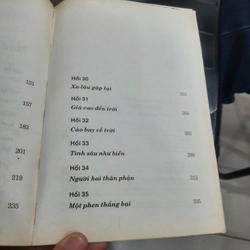 131
157
183
201
219
235
Hồi 30
Xa lâu gặp lại
Hồi 31
Giá cao đến trời
Hồi 32
Cáo bay về trời
Hồi 33
Tình sâu như biển
Hồi 34
Người hai thân phận
Hồi 35
Một phen thắng bại